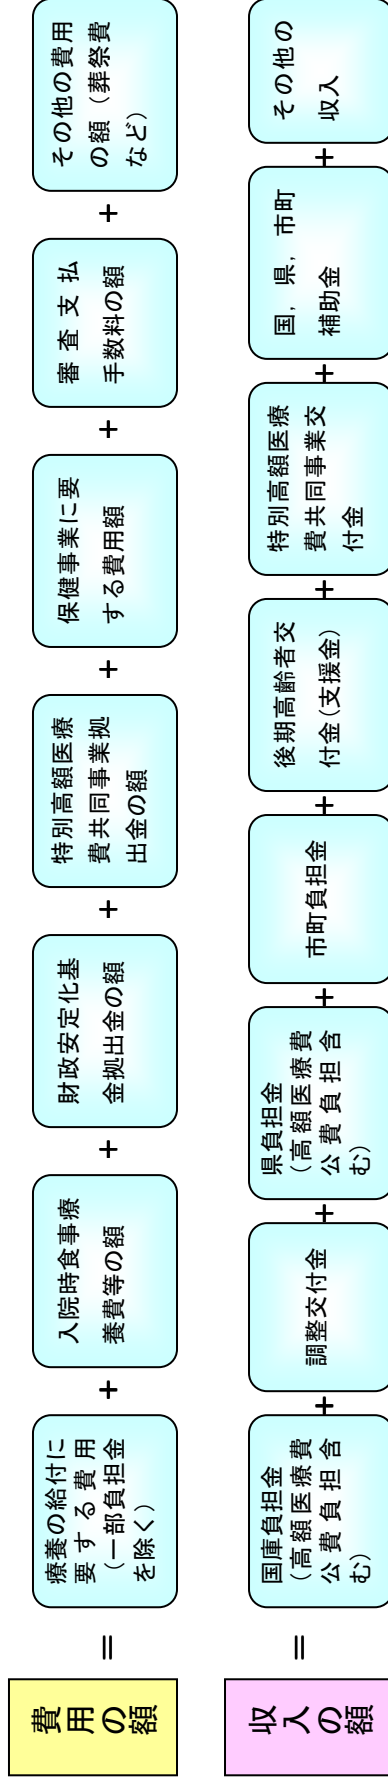 費用の額
＝
療養の給付に
要する費用
(一部負担金
を除く)
＋
入院時食事療
養費等の額
＋
財政安定化基
金拠出金の額
＋
特別高額医療
費共同事業拠
出金の額
＋
保健事業に要
する費用額
＋
審査支払
手数料の額
＋
その他の費用
の額（葬祭費
など）
収入の額
＝
国庫負担金
(高額医療費
公費負担含
む)
＋
調整交付金
＋
県負担金
(高額医療費
公費負担含
む)
＋
市町負担金
＋
後期高齢者交
付金(支援金)
＋
特別高額医療
費共同事業交
付金
＋
国，県，市町
補助金
＋
その他の
収入